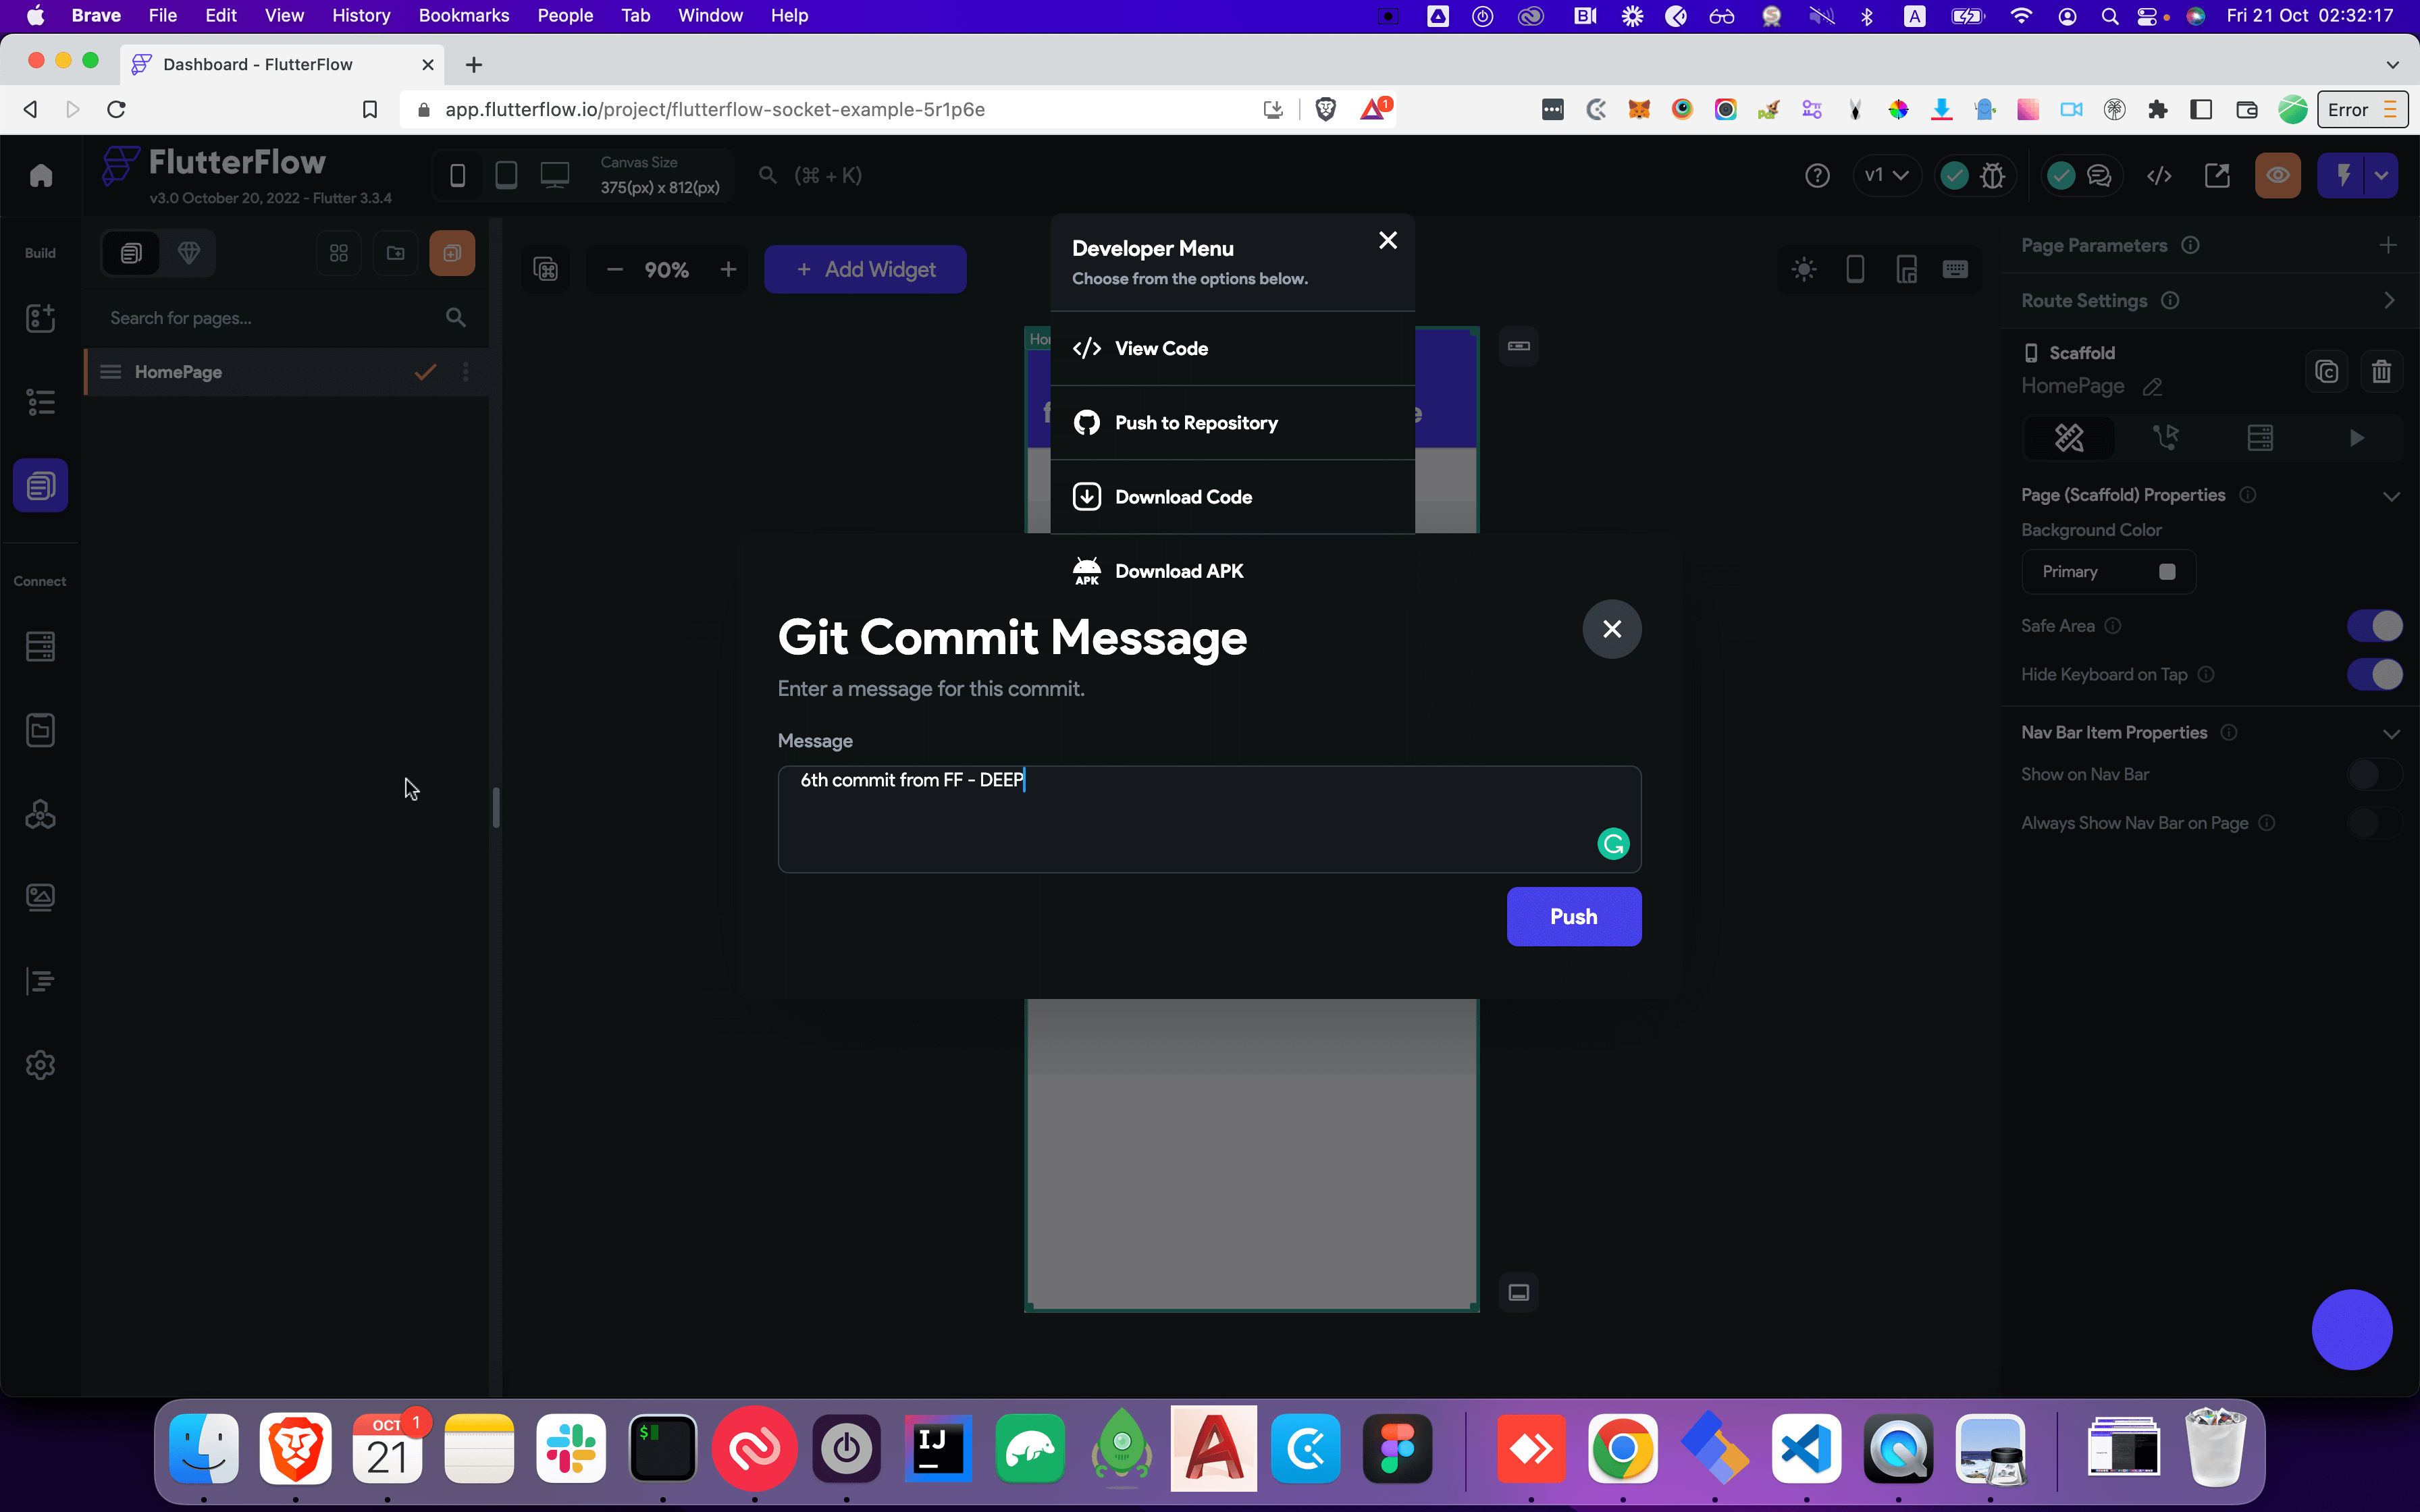 Brave File Edit View History Bookmarks People Tab Window Help
A
Fri 21 Oct 02:32:17
Dashboard - FlutterFlow
app.flutterflow.io/project/flutterflow-socket-example-5r1p6e
1
Error
FlutterFlow
v3.0 October 20, 2022 - Flutter 3.3.4
Canvas Size
375(px) x 812(px)
(⌘ + K)
v1
Build
Search for pages...
HomePage
Connect
90%
+ Add Widget
Developer Menu
Choose from the options below.
View Code
Push to Repository
Download Code
APK
Download APK
Git Commit Message
Enter a message for this commit.
Message
6th commit from FF - DEEP
Push
Page Parameters
Route Settings
Scaffold
HomePage
Page (Scaffold) Properties
Background Color
Primary
Safe Area
Hide Keyboard on Tap
Nav Bar Item Properties
Show on Nav Bar
Always Show Nav Bar on Page
OCT
1
21
$
IJ